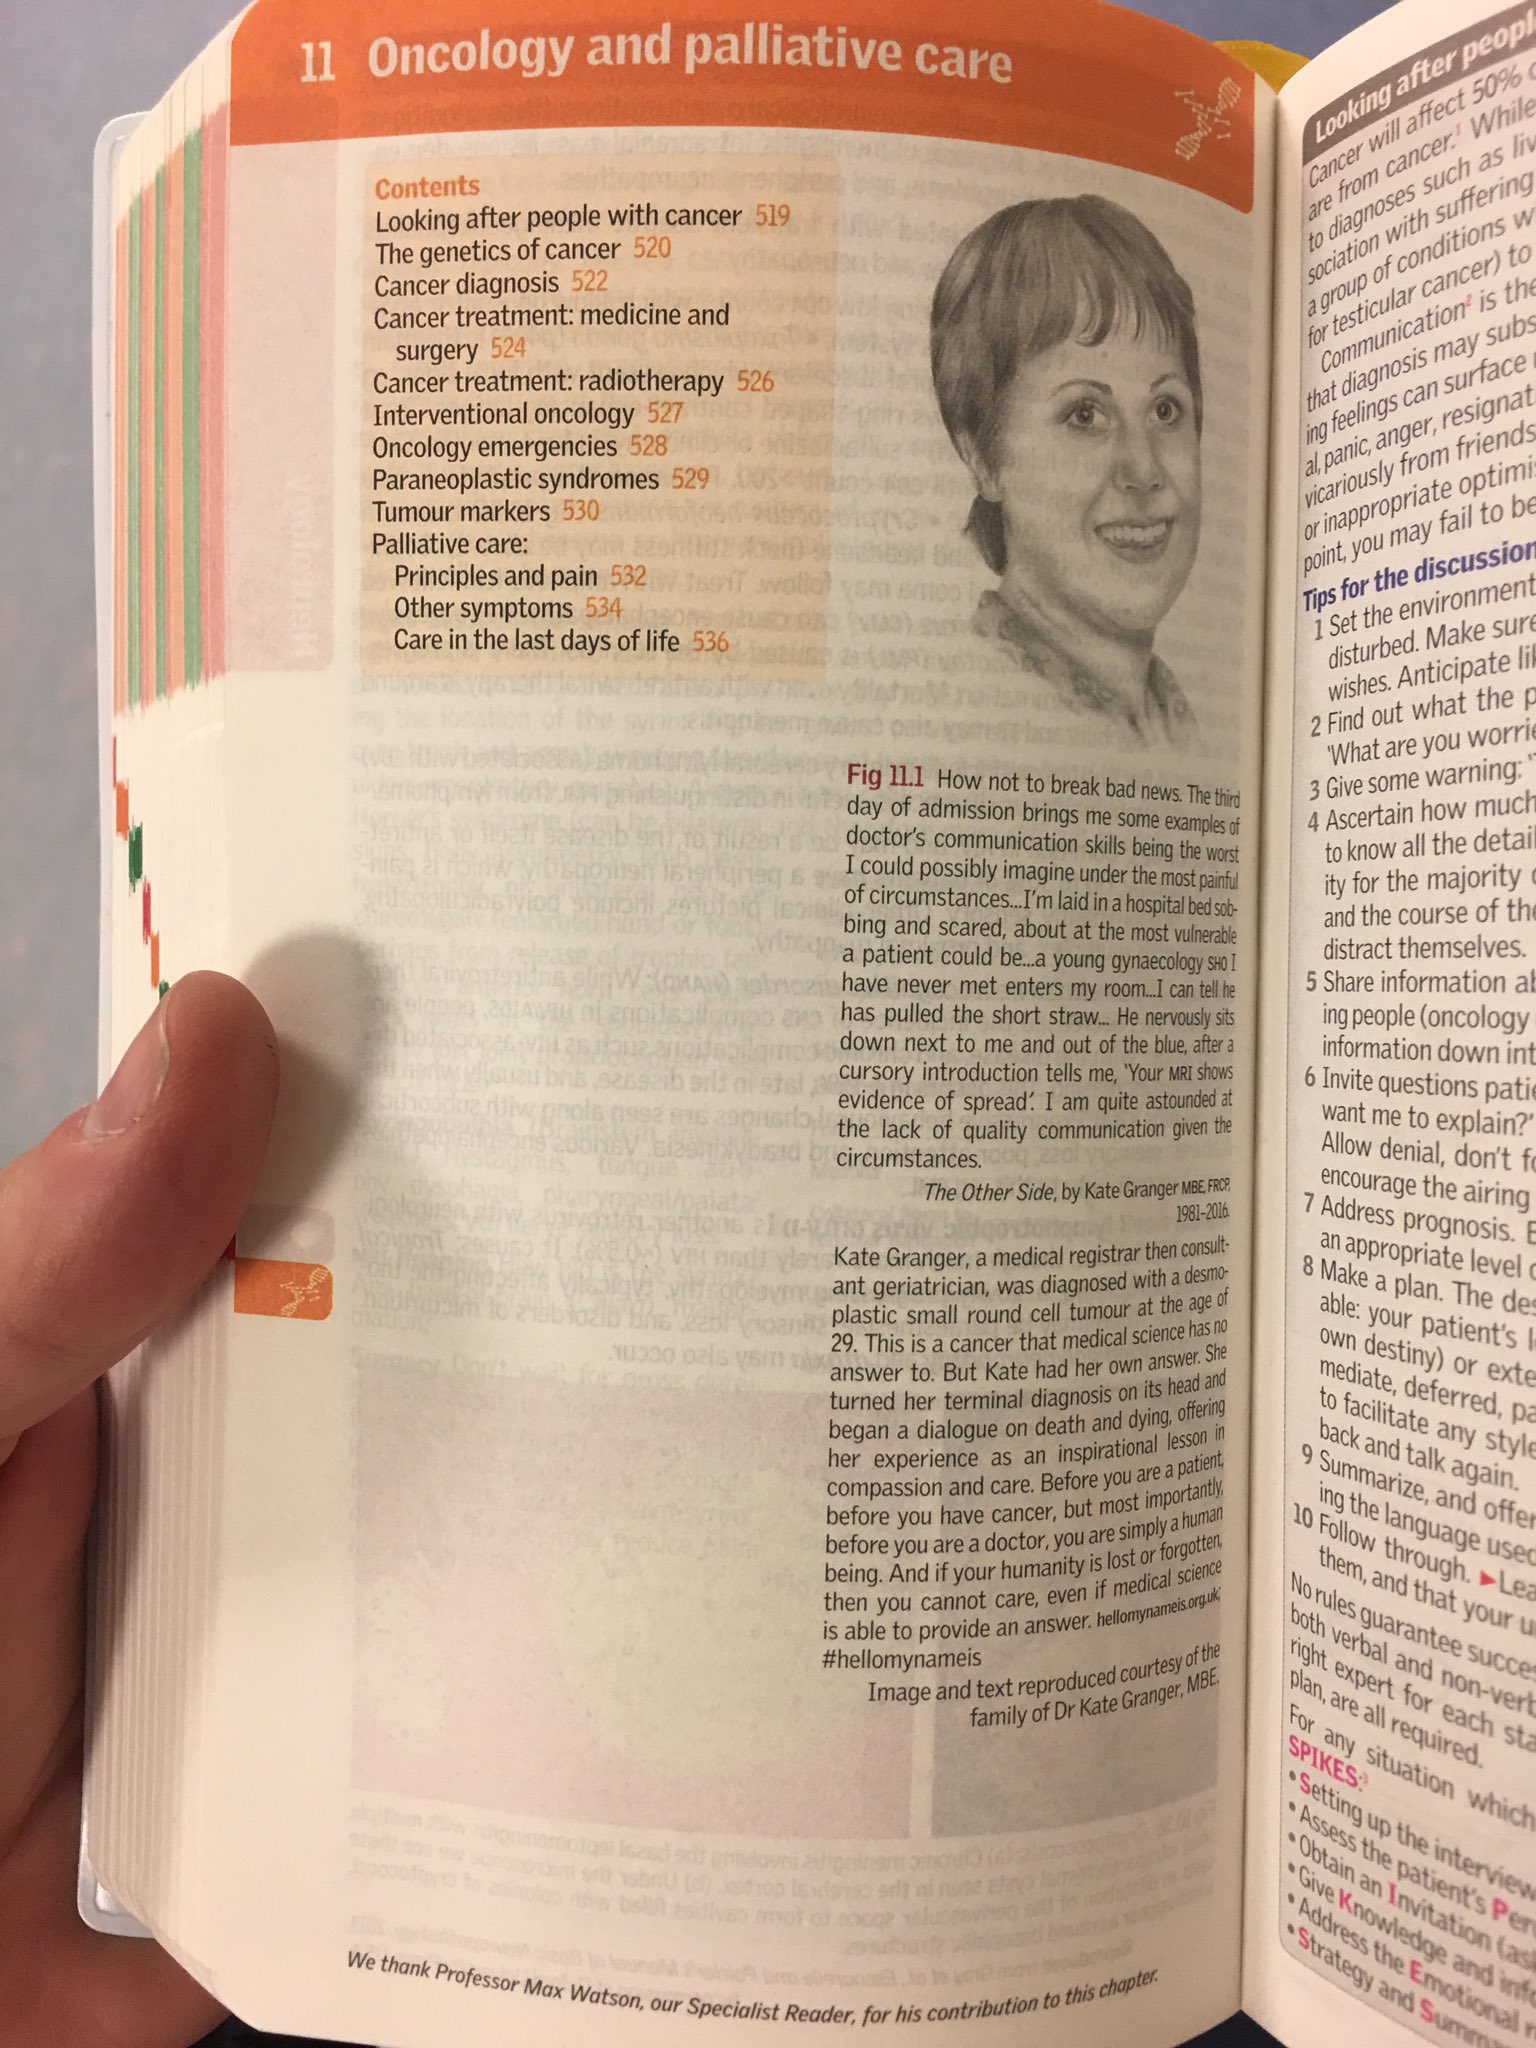 11 Oncology and palliative care
Contents
Looking after people with cancer 519
The genetics of cancer 520
Cancer diagnosis 522
Cancer treatment: medicine and
surgery 524
Cancer treatment: radiotherapy 526
Interventional oncology 527
Oncology emergencies 528
Paraneoplastic syndromes 529
Tumour markers 530
Palliative care:
Principles and pain 532
Other symptoms 534
Care in the last days of life 536
Fig 11.1 How not to break bad news. The third
day of admission brings me some examples of
doctor's communication skills being the worst
I could possibly imagine under the most painful
of circumstances...I'm laid in a hospital bed sob-
bing and scared, about at the most vulnerable
a patient could be...a young gynaecology SHO I
have never met enters my room...I can tell he
has pulled the short straw... He nervously sits
down next to me and out of the blue, after a
cursory introduction tells me, 'Your MRI shows
evidence of spread'. I am quite astounded at
the lack of quality communication given the
circumstances.
The Other Side, by Kate Granger MBE, FRCP,
1981–2016.
Kate Granger, a medical registrar then consult-
ant geriatrician, was diagnosed with a desmo-
plastic small round cell tumour at the age of
29. This is a cancer that medical science has no
answer to. But Kate had her own answer. She
turned her terminal diagnosis on its head and
began a dialogue on death and dying, offering
her experience as an inspirational lesson in
compassion and care. Before you are a patient,
before you have cancer, but most importantly,
before you are a doctor, you are simply a human
being. And if your humanity is lost or forgotten,
then you cannot care, even if medical science
is able to provide an answer. hellomynameis.org.uk;
#hellomynameis
Image and text reproduced courtesy of the
family of Dr Kate Granger, MBE.
We thank Professor Max Watson, our Specialist Reader, for his contribution to this chapter.
Looking after people
Cancer will affect 50%
are from cancer.1 While
to diagnoses such as
sociation with suffering
a group of conditions
for testicular cancer) to
Communication2 is the
that diagnosis may
ing feelings can surface
al, panic, anger,
vicariously from friends
or inappropriate
point, you may fail to be
Tips for the discussion
1 Set the environment
disturbed. Make sure
wishes. Anticipate
2 Find out what the
'What are you
3 Give some warning:
4 Ascertain how much
to know all the
ity for the majority
and the course of the
distract themselves.
5 Share information
ing people (oncology
information down
6 Invite questions
want me to explain?'
Allow denial, don't
encourage the airing
7 Address prognosis.
an appropriate level
8 Make a plan. The
able: your patient's
own destiny) or
mediate, deferred,
to facilitate any style
back and talk again.
9 Summarize, and offer
ing the language used
10 Follow through. ►
them, and that your
No rules guarantee success
both verbal and
right expert for each
plan, are all required.
For any situation which
SPIKES:3
• Setting up the interview
• Assess the patient's
• Obtain an Invitation
• Give Knowledge and
• Address the Emotional
• Strategy and